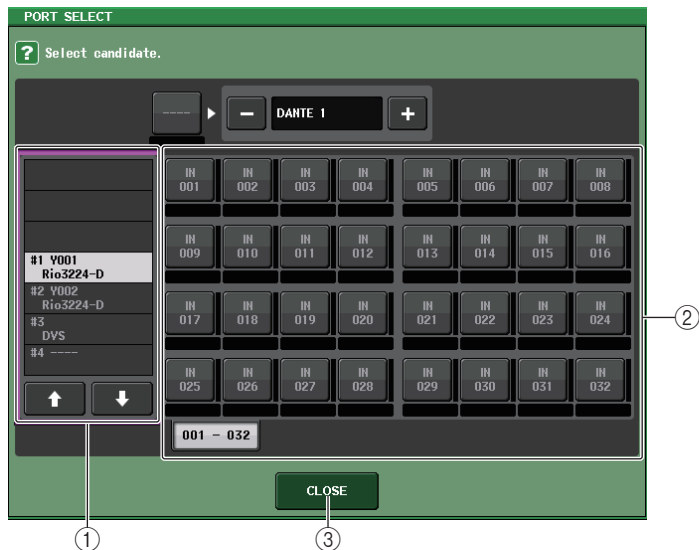 PORT SELECT
? Select candidate.
---- DANTE 1
− +
IN 001 IN 002 IN 003 IN 004 IN 005 IN 006 IN 007 IN 008
IN 009 IN 010 IN 011 IN 012 IN 013 IN 014 IN 015 IN 016
IN 017 IN 018 IN 019 IN 020 IN 021 IN 022 IN 023 IN 024
IN 025 IN 026 IN 027 IN 028 IN 029 IN 030 IN 031 IN 032
#1 Y001
Rio3224-D
#2 Y002
Rio3224-D
#3
DVS
#4 ----
001 - 032
CLOSE
①
②
③